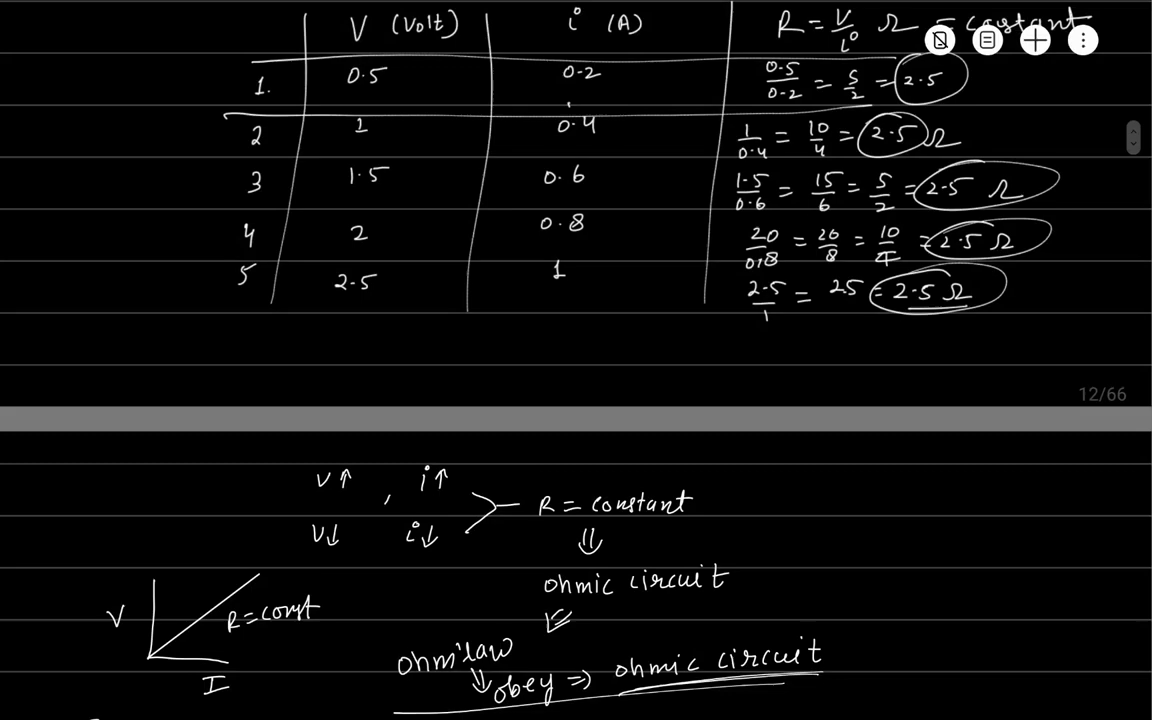 V (Volt) i (A) R = V/i Ω = constant
1. 0.5 0.2 0.5/0.2 = 5/2 = 2.5
2 1 0.4 1/0.4 = 10/4 = 2.5 Ω
3 1.5 0.6 1.5/0.6 = 15/6 = 5/2 = 2.5 Ω
4 2 0.8 20/0.8 = 20/8 = 10/4 = 2.5 Ω
5 2.5 1 2.5/1 = 2.5 = 2.5 Ω
12/66
V↑ , i↑
R = constant
V↓ i↓
⇓
ohmic circuit
V R = const
I
ohm'law
⇓ obey ⇒ ohmic circuit